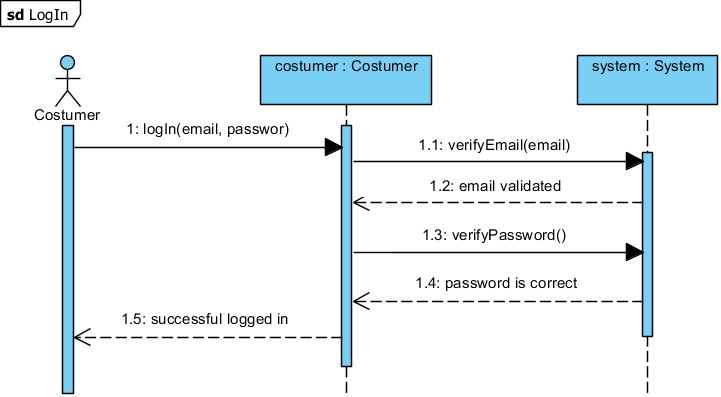 sd LogIn
costumer : Costumer
system : System
Costumer
1: logIn(email, passwor)
1.1: verifyEmail(email)
1.2: email validated
1.3: verifyPassword()
1.4: password is correct
1.5: successful logged in